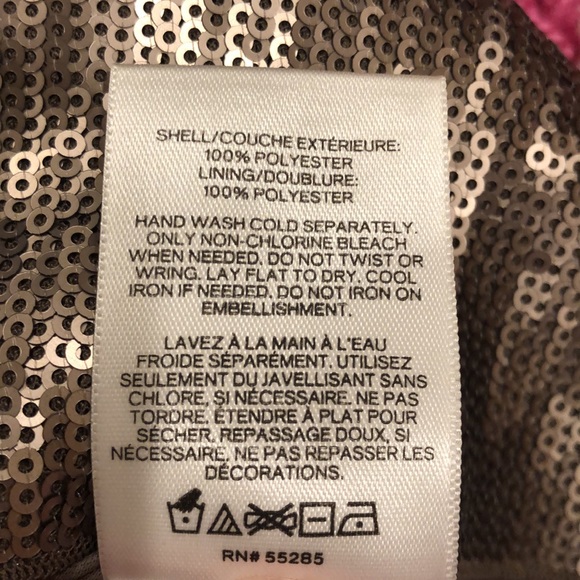 SHELL/COUCHE EXTÉRIEURE:
100% POLYESTER
LINING/DOUBLURE:
100% POLYESTER
HAND WASH COLD SEPARATELY.
ONLY NON-CHLORINE BLEACH
WHEN NEEDED. DO NOT TWIST OR
WRING. LAY FLAT TO DRY. COOL
IRON IF NEEDED. DO NOT IRON ON
EMBELLISHMENT.
LAVEZ À LA MAIN À L'EAU
FROIDE SÉPARÉMENT. UTILISEZ
SEULEMENT DU JAVELLISANT SANS
CHLORE, SI NÉCESSAIRE. NE PAS
TORDRE. ÉTENDRE À PLAT POUR
SÉCHER. REPASSAGE DOUX, SI
NÉCESSAIRE, NE PAS REPASSER LES
DÉCORATIONS.
RN# 55285